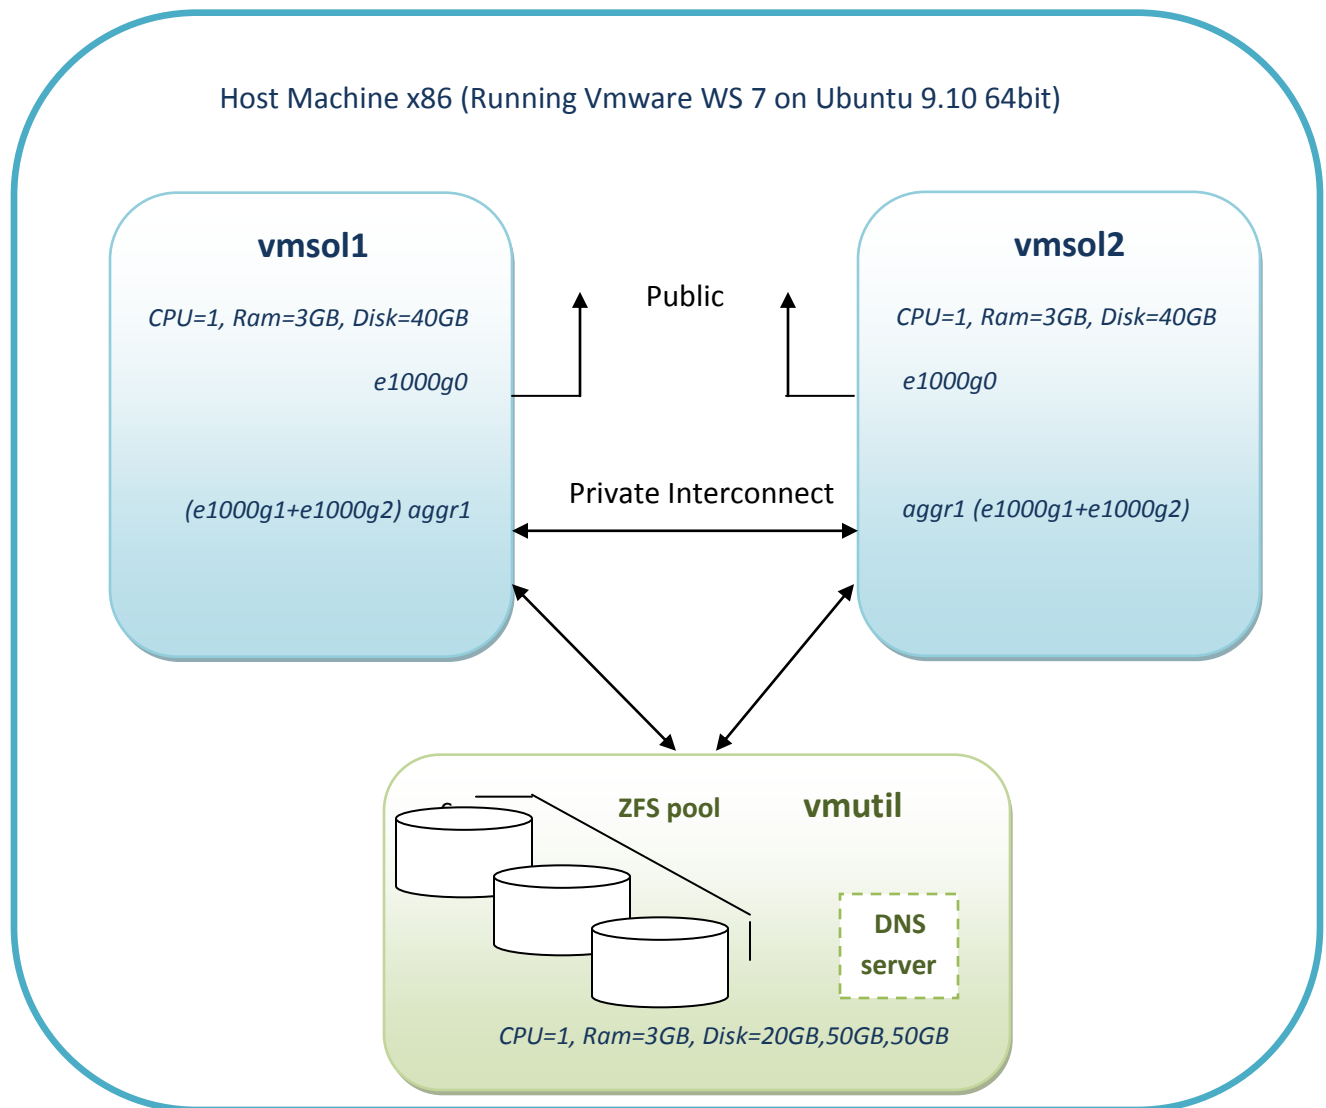 Host Machine x86 (Running Vmware WS 7 on Ubuntu 9.10 64bit)
vmsol1
CPU=1, Ram=3GB, Disk=40GB
e1000g0
(e1000g1+e1000g2) aggr1
Public
Private Interconnect
vmsol2
CPU=1, Ram=3GB, Disk=40GB
e1000g0
aggr1 (e1000g1+e1000g2)
ZFS pool
vmutil
DNS
server
CPU=1, Ram=3GB, Disk=20GB,50GB,50GB